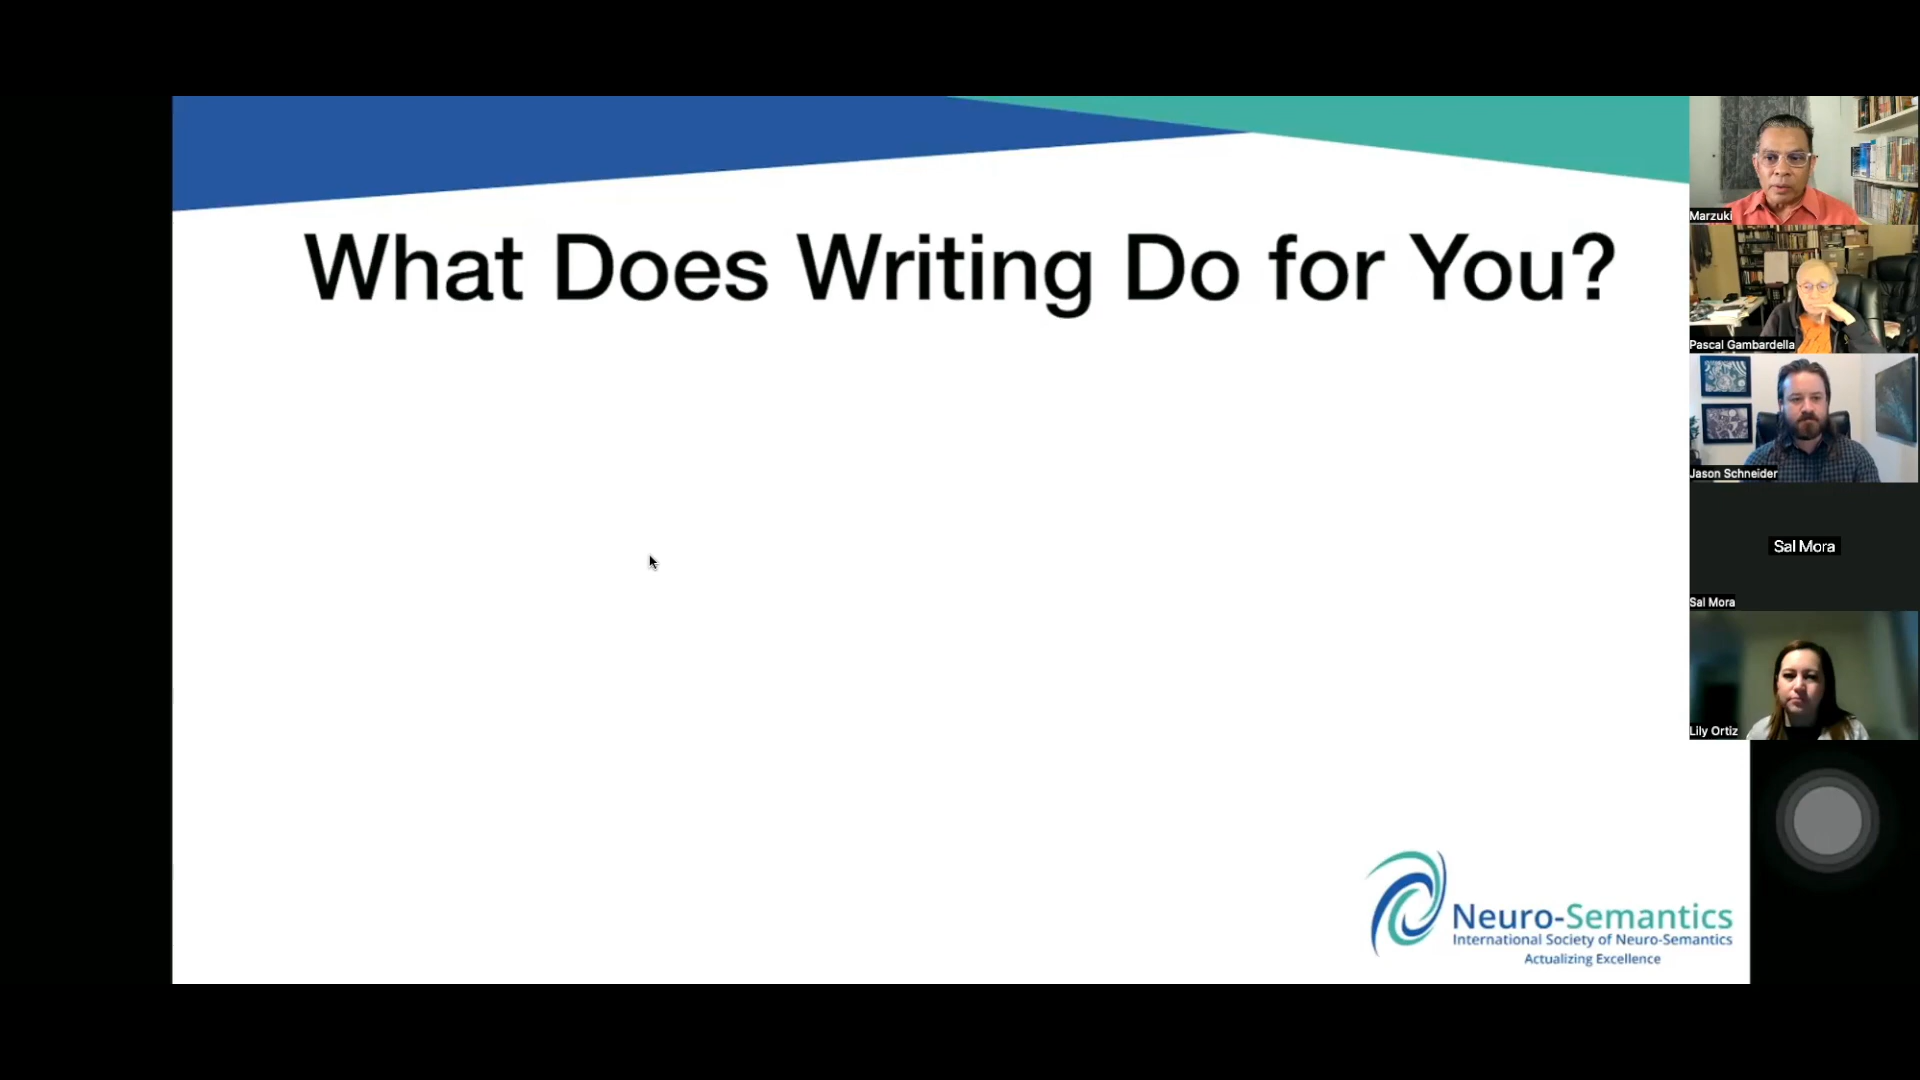 What Does Writing Do for You?
Marzuki
Pascal Gambardella
Jason Schneider
Sal Mora
Sal Mora
Lily Ortiz
Neuro-Semantics
International Society of Neuro-Semantics
Actualizing Excellence